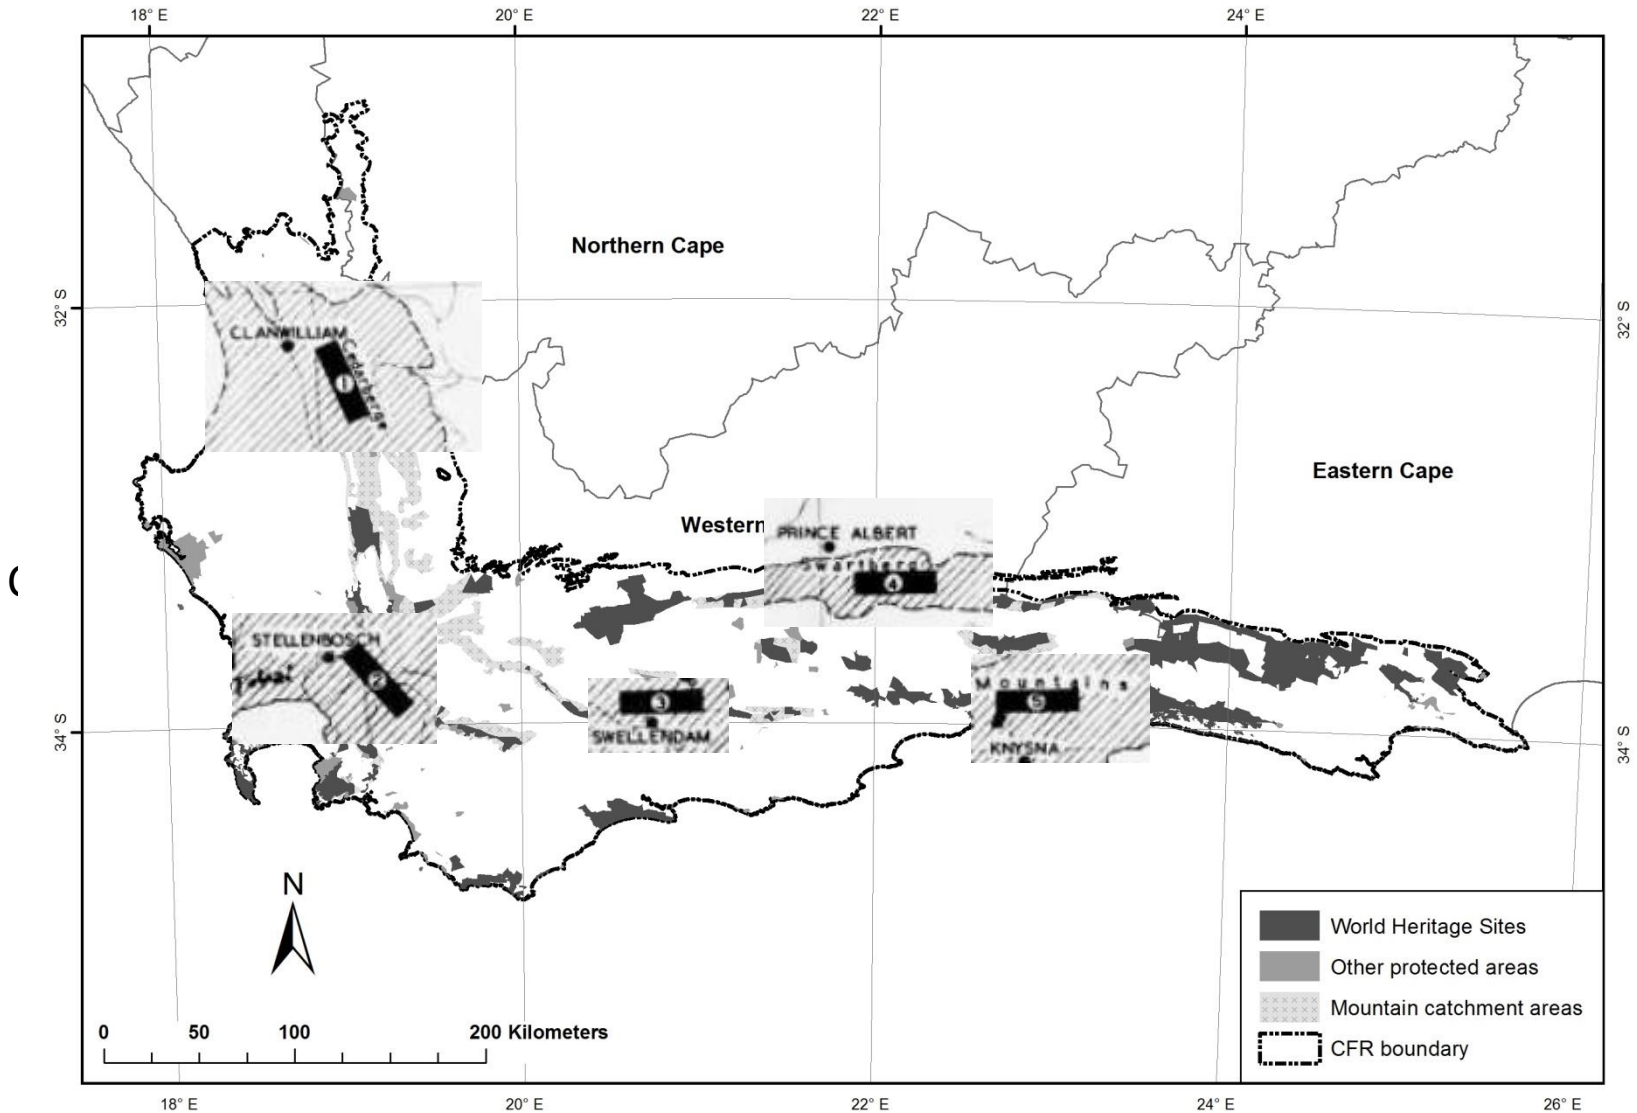 18° E 20° E 22° E 24° E
Northern Cape
32° S
32° S
CLANWILLIAM
Cedarberg
1
Eastern Cape
Western
PRINCE ALBERT
Swartberg
4
STELLENBOSCH
2
Mountains
5
KNYSNA
3
SWELLENDAM
34° S
34° S
N
World Heritage Sites
Other protected areas
Mountain catchment areas
CFR boundary
0 50 100 200 Kilometers
18° E 20° E 22° E 24° E 26° E